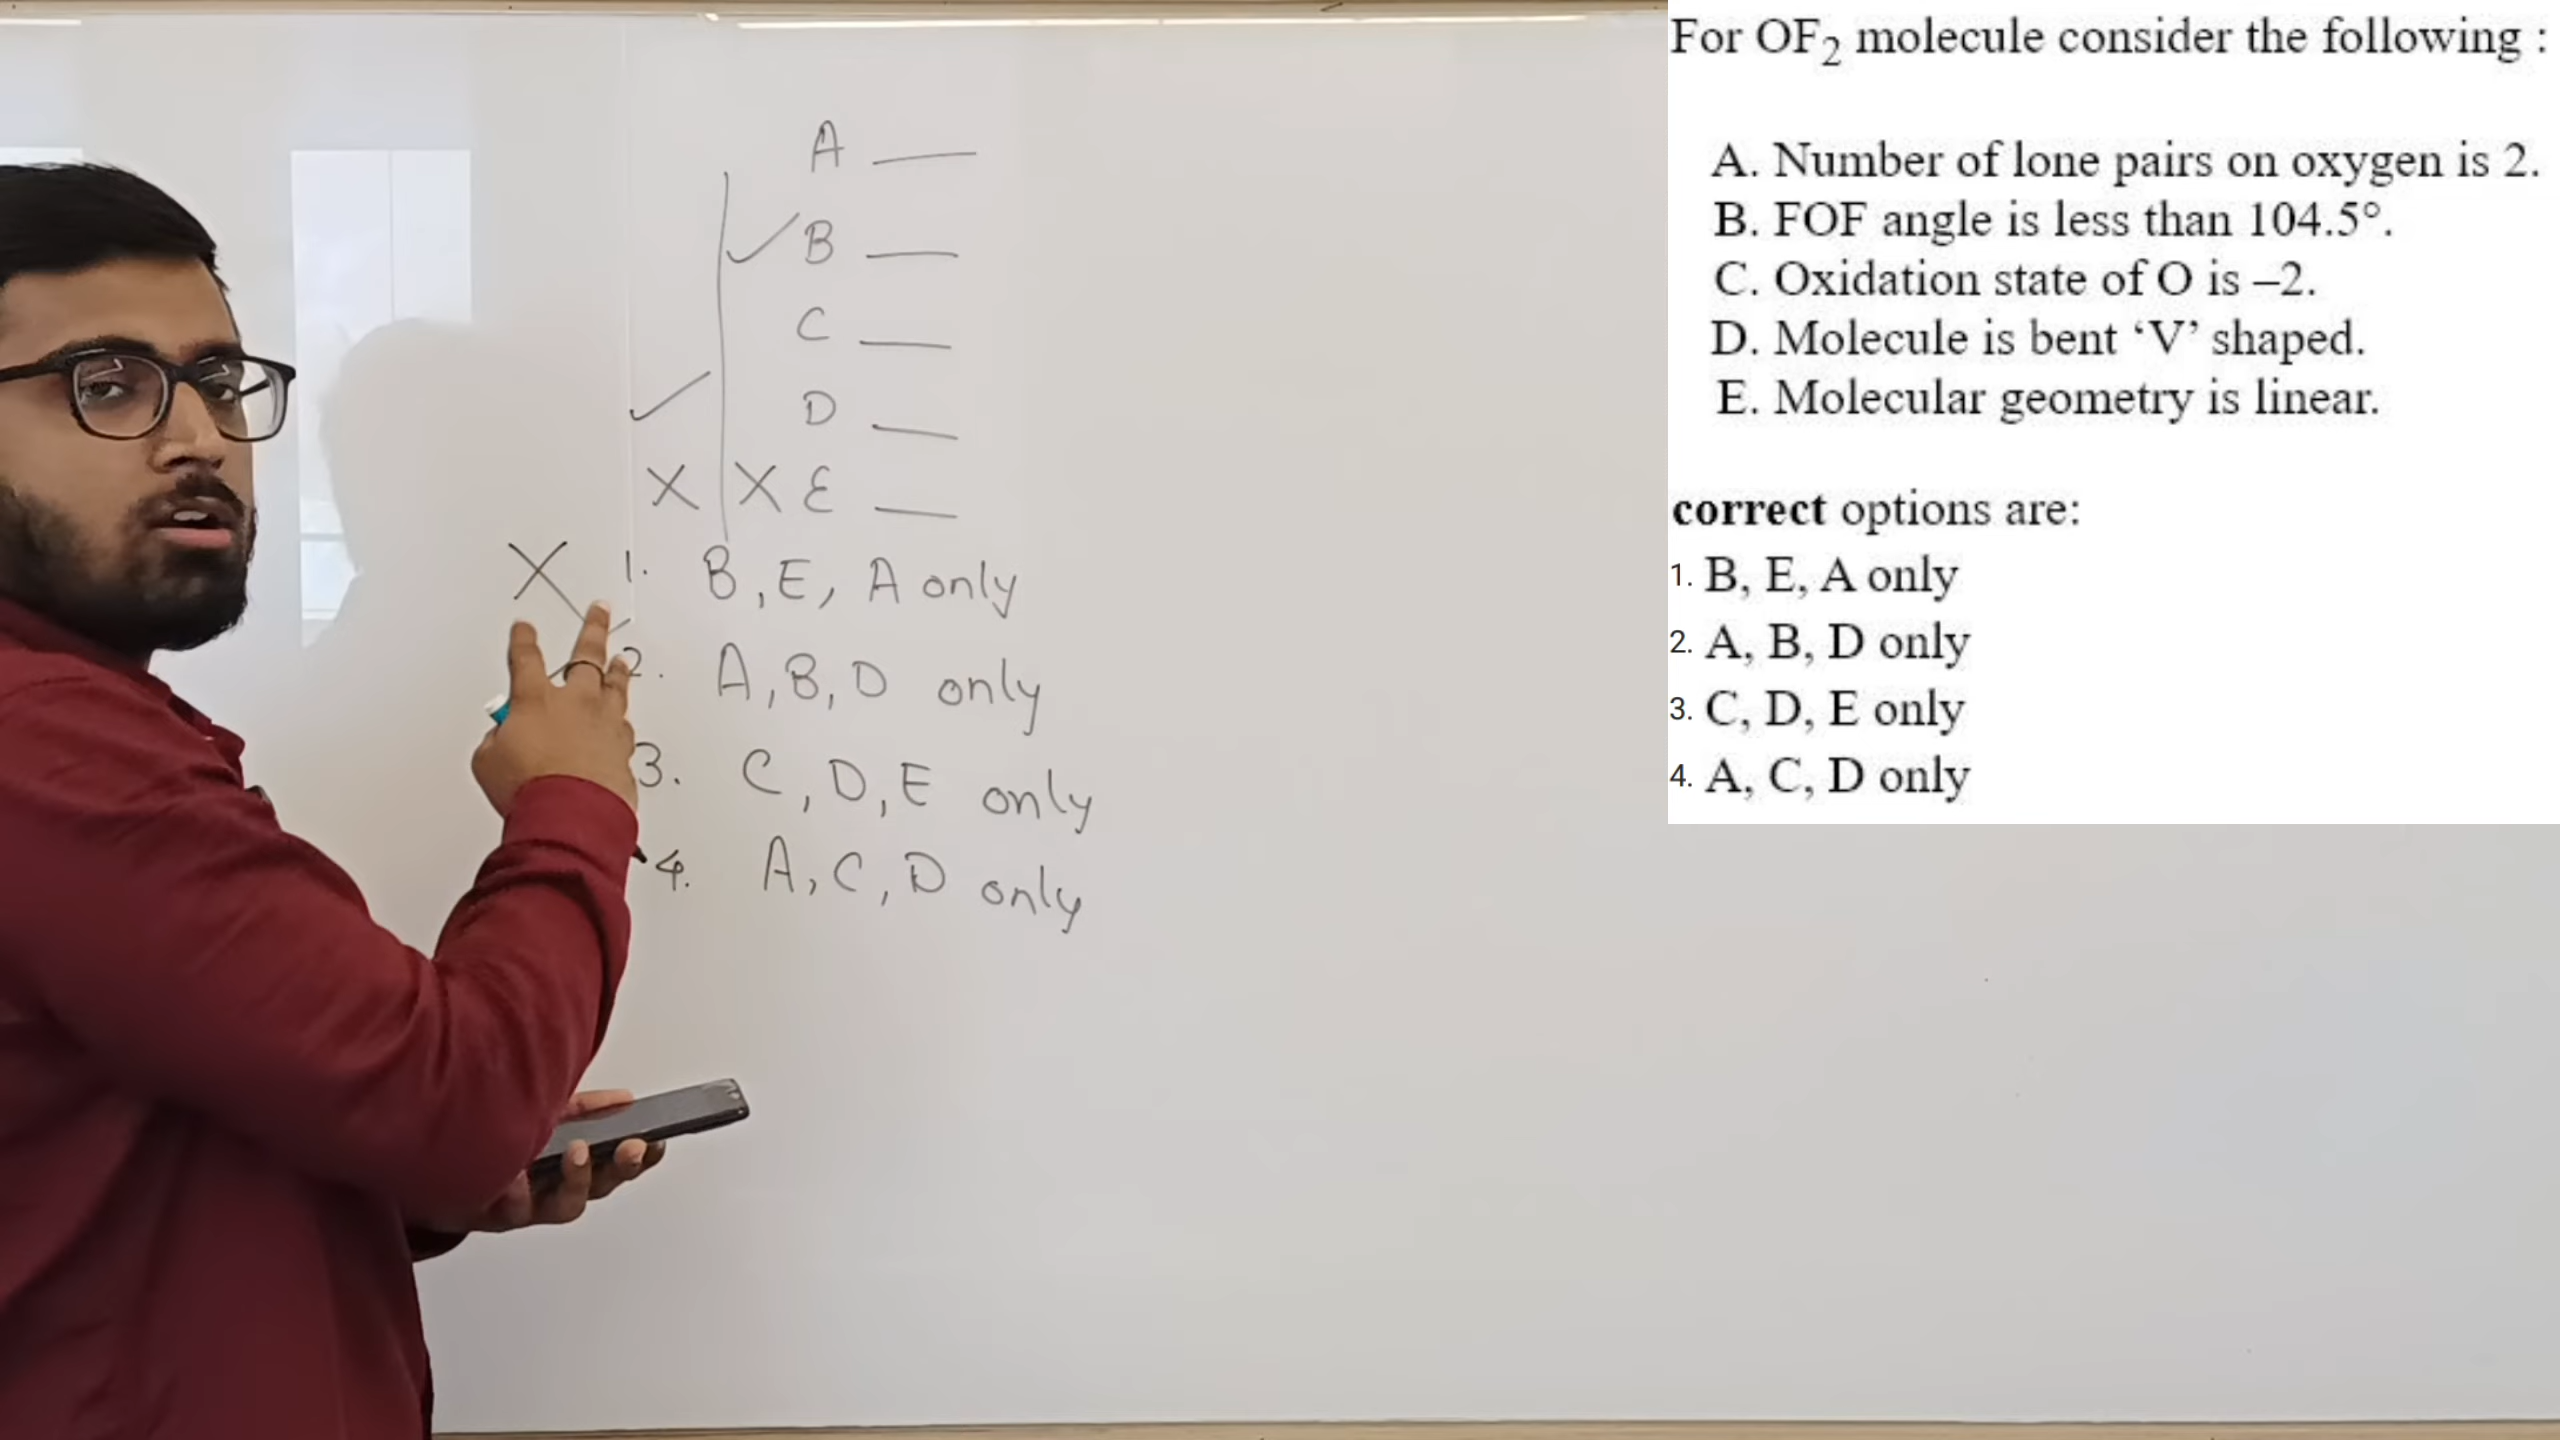 A
B
C
D
E
1. B, E, A only
2. A, B, D only
3. C, D, E only
4. A, C, D only
For OF₂ molecule consider the following :
A. Number of lone pairs on oxygen is 2.
B. FOF angle is less than 104.5°.
C. Oxidation state of O is –2.
D. Molecule is bent ‘V’ shaped.
E. Molecular geometry is linear.
correct options are:
1. B, E, A only
2. A, B, D only
3. C, D, E only
4. A, C, D only